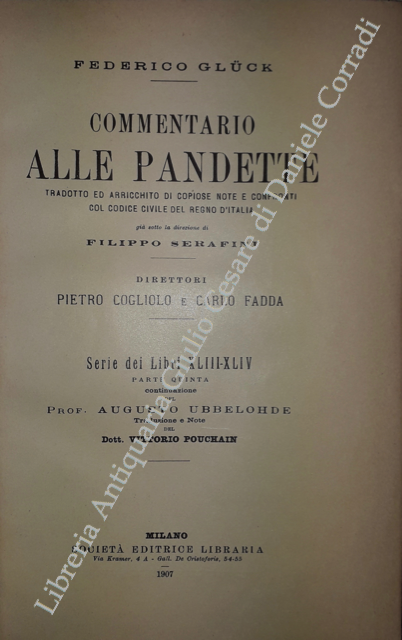 FEDERICO GLÜCK
COMMENTARIO
ALLE PANDETTE
TRADOTTO ED ARRICCHITO DI COPIOSE NOTE E CONFRONTI
COL CODICE CIVILE DEL REGNO D'ITALIA
già sotto la direzione di
FILIPPO SERAFINI
DIRETTORI
PIETRO COGLIOLO E CARLO FADDA
Serie dei Libri XLIII-XLIV
PARTE QUINTA
continuazione
DEL
PROF. AUGUSTO UBBELOHDE
Traduzione e Note
DEL
Dott. VITTORIO POUCHAIN
MILANO
SOCIETÀ EDITRICE LIBRARIA
Via Kramer, 4 A - Gall. De Cristoforis, 54-55
1907
Libreria Antiquaria Giulio Cesare di Daniele Corradi